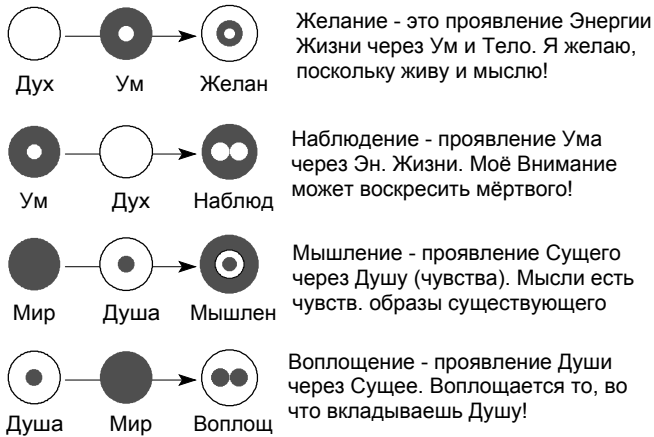 Желание - это проявление Энергии
Жизни через Ум и Тело. Я желаю,
поскольку живу и мыслю!
Дух Ум Желан
Наблюдение - проявление Ума
через Эн. Жизни. Моё Внимание
может воскресить мёртвого!
Ум Дух Наблюд
Мышление - проявление Сущего
через Душу (чувства). Мысли есть
чувств. образы существующего
Мир Душа Мышлен
Воплощение - проявление Души
через Сущее. Воплощается то, во
что вкладываешь Душу!
Душа Мир Воплощ